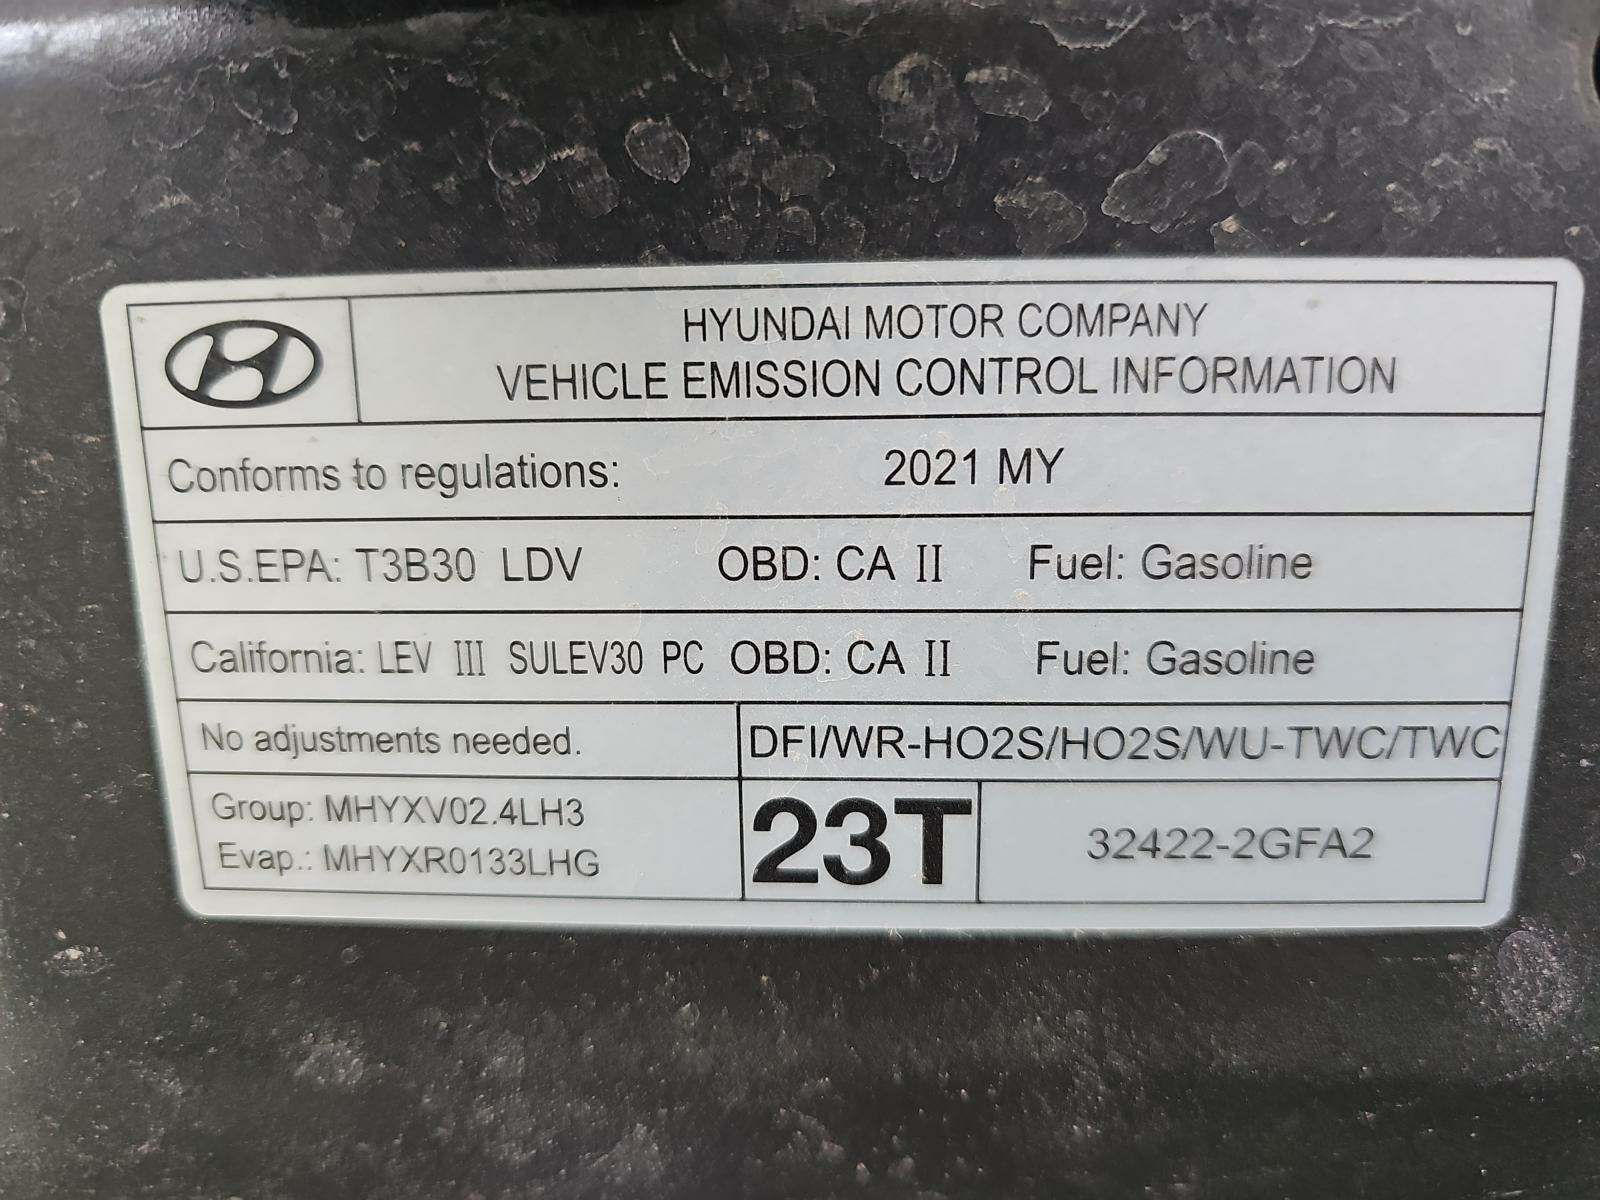 HYUNDAI MOTOR COMPANY
VEHICLE EMISSION CONTROL INFORMATION
Conforms to regulations: 2021 MY
U.S.EPA: T3B30 LDV OBD: CA II Fuel: Gasoline
California: LEV III SULEV30 PC OBD: CA II Fuel: Gasoline
No adjustments needed. DFI/WR-HO2S/HO2S/WU-TWC/TWC
Group: MHYXV02.4LH3
Evap.: MHYXR0133LHG
23T
32422-2GFA2